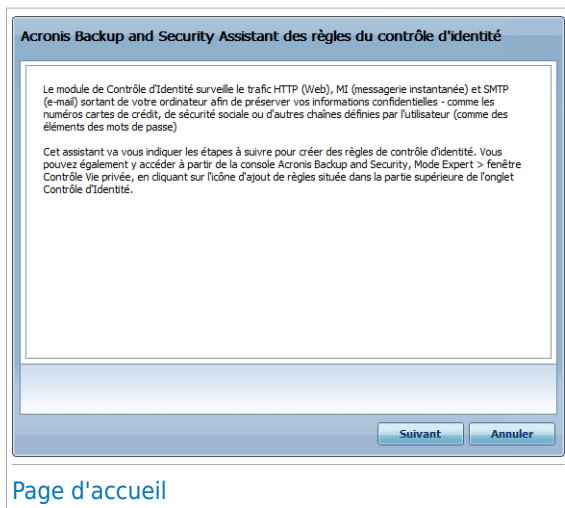 Acronis Backup and Security Assistant des règles du contrôle d'identité
Le module de Contrôle d'Identité surveille le trafic HTTP (Web), MI (messagerie instantanée) et SMTP
(e-mail) sortant de votre ordinateur afin de préserver vos informations confidentielles - comme les
numéros cartes de crédit, de sécurité sociale ou d'autres chaînes définies par l'utilisateur (comme des
éléments des mots de passe)
Cet assistant va vous indiquer les étapes à suivre pour créer des règles de contrôle d'identité. Vous
pouvez également y accéder à partir de la console Acronis Backup and Security, Mode Expert > fenêtre
Contrôle Vie privée, en cliquant sur l'icône d'ajout de règles située dans la partie supérieure de l'onglet
Contrôle d'Identité.
Suivant
Annuler
Page d'accueil